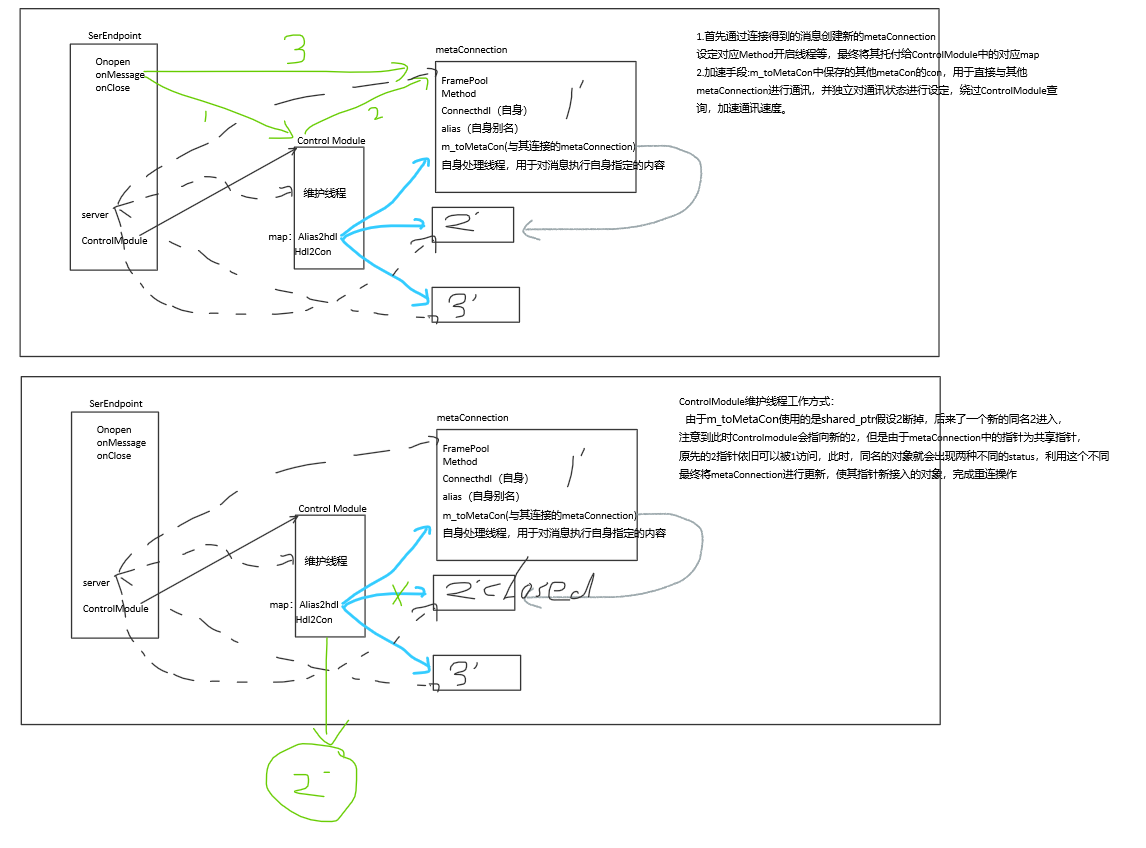 SerEndpoint
Onopen
onMessage
onClose
server
ControlModule
3
1
2
Control Module
维护线程
map: Alias2hdl
Hdl2Con
metaConnection
FramePool
Method
Connecthdl（自身）
alias（自身别名）
m_toMetaCon(与其连接的metaConnection)
自身处理线程，用于对消息执行自身指定的内容
1'
2'
3'
1.首先通过连接得到的消息创建新的metaConnection
设定对应Method开启线程等，最终将其托付给ControlModule中的对应map
2.加速手段:m_toMetaCon中保存的其他metaCon的con，用于直接与其他
metaConnection进行通讯，并独立对通讯状态进行设定，绕过ControlModule查
询，加速通讯速度。
SerEndpoint
Onopen
onMessage
onClose
server
ControlModule
Control Module
维护线程
map: Alias2hdl
Hdl2Con
metaConnection
FramePool
Method
Connecthdl（自身）
alias（自身别名）
m_toMetaCon(与其连接的metaConnection)
自身处理线程，用于对消息执行自身指定的内容
1'
X
2' closed
3'
2'
ControlModule维护线程工作方式：
由于m_toMetaCon使用的是shared_ptr假设2断掉，后来了一个新的同名2进入，
注意到此时Controlmodule会指向新的2，但是由于metaConnection中的指针为共享指针，
原先的2指针依旧可以被1访问，此时，同名的对象就会出现两种不同的status，利用这个不同
最终将metaConnection进行更新，使其指针新接入的对象，完成重连操作